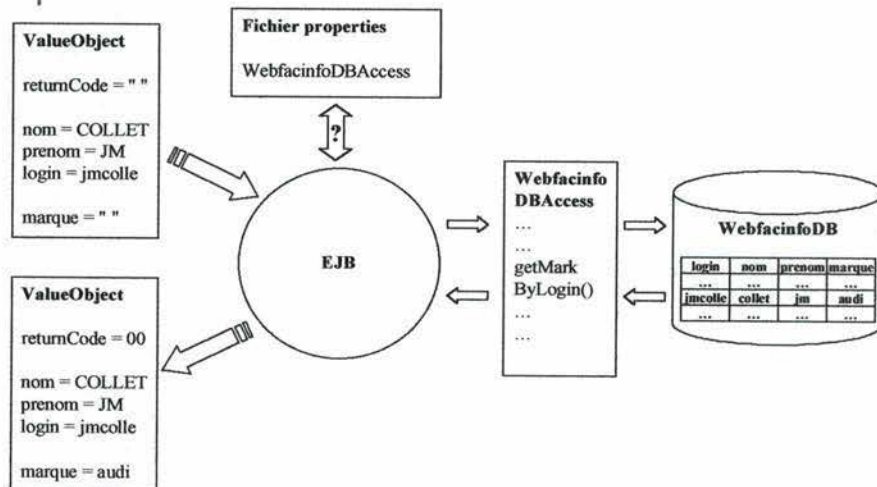 ValueObject
returnCode = " "
nom = COLLET
prenom = JM
login = jmcolle
marque = " "
Fichier properties
WebfacinfoDBAccess
?
EJB
Webfacinfo
DBAccess
...
...
getMark
ByLogin()
...
...
WebfacinfoDB
login nom prenom marque
... ... ... ...
jmcolle collet jm audi
... ... ... ...
ValueObject
returnCode = 00
nom = COLLET
prenom = JM
login = jmcolle
marque = audi